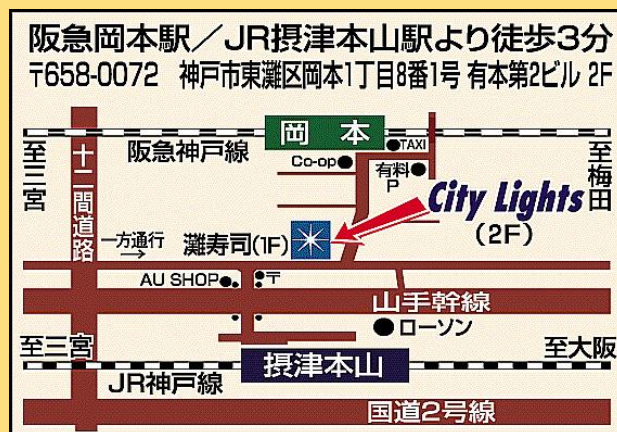 阪急岡本駅／JR摂津本山駅より徒歩3分
〒658-0072 神戸市東灘区岡本1丁目8番1号 有本第2ビル 2F
岡本
TAXI
阪急神戸線
Co-op
有料P
至三宮
十二間道路
至梅田
City Lights
(2F)
一方通行
→
灘寿司(1F)
AU SHOP
〒
山手幹線
ローソン
至三宮
摂津本山
至大阪
JR神戸線
国道2号線